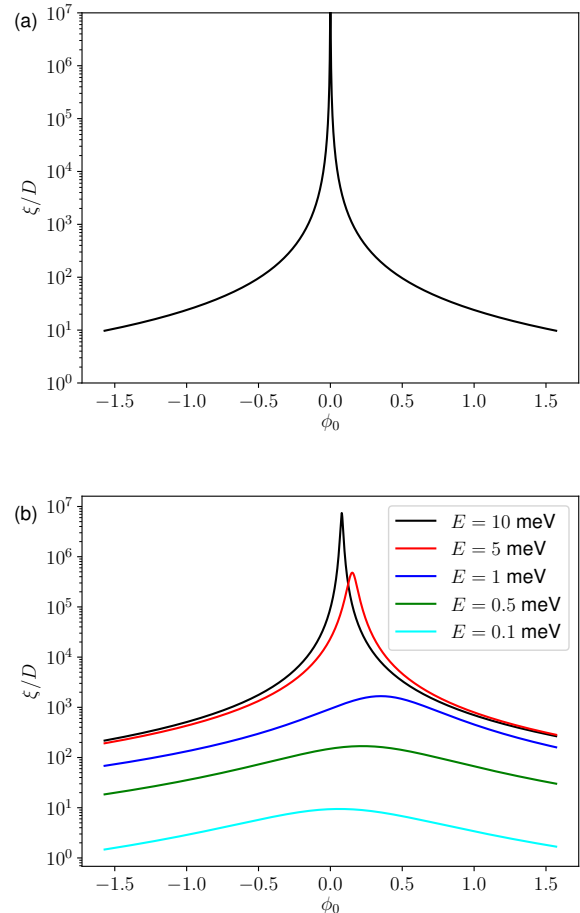 (a)
10^7
10^6
10^5
10^4
10^3
10^2
10^1
10^0
ξ/D
−1.5 −1.0 −0.5 0.0 0.5 1.0 1.5
ϕ_0
(b)
10^7
10^6
10^5
10^4
10^3
10^2
10^1
10^0
ξ/D
E = 10 meV
E = 5 meV
E = 1 meV
E = 0.5 meV
E = 0.1 meV
−1.5 −1.0 −0.5 0.0 0.5 1.0 1.5
ϕ_0